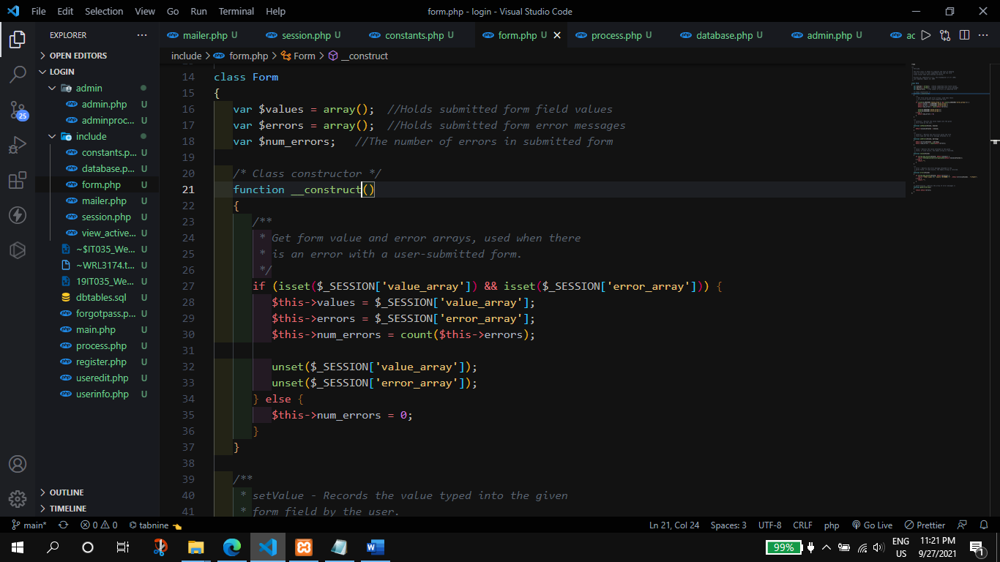 File Edit Selection View Go Run Terminal Help form.php - login - Visual Studio Code
EXPLORER
OPEN EDITORS
LOGIN
admin
admin.php U
adminproc... U
include
constants.p... U
database.p... U
form.php U
mailer.php U
session.php U
view_active... U
~$IT035_We... U
~WRL3174.t... U
19IT035_We... U
dbtables.sql U
forgotpass.p... U
main.php U
process.php U
register.php U
useredit.php U
userinfo.php U
OUTLINE
TIMELINE
25
mailer.php U session.php U constants.php U form.php U process.php U database.php U admin.php U ac
include > form.php > Form > __construct
14 class Form
15 {
16 var $values = array(); //Holds submitted form field values
17 var $errors = array(); //Holds submitted form error messages
18 var $num_errors; //The number of errors in submitted form
19
20 /* Class constructor */
21 function __construct()
22 {
23 /**
24 * Get form value and error arrays, used when there
25 * is an error with a user-submitted form.
26 */
27 if (isset($_SESSION['value_array']) && isset($_SESSION['error_array'])) {
28 $this->values = $_SESSION['value_array'];
29 $this->errors = $_SESSION['error_array'];
30 $this->num_errors = count($this->errors);
31
32 unset($_SESSION['value_array']);
33 unset($_SESSION['error_array']);
34 } else {
35 $this->num_errors = 0;
36 }
37 }
38
39 /**
40 * setValue - Records the value typed into the given
41 * form field by the user.
main* 0 0 tabnine Ln 21, Col 24 Spaces: 3 UTF-8 CRLF php Go Live Prettier
99% ENG US 11:21 PM 9/27/2021 1